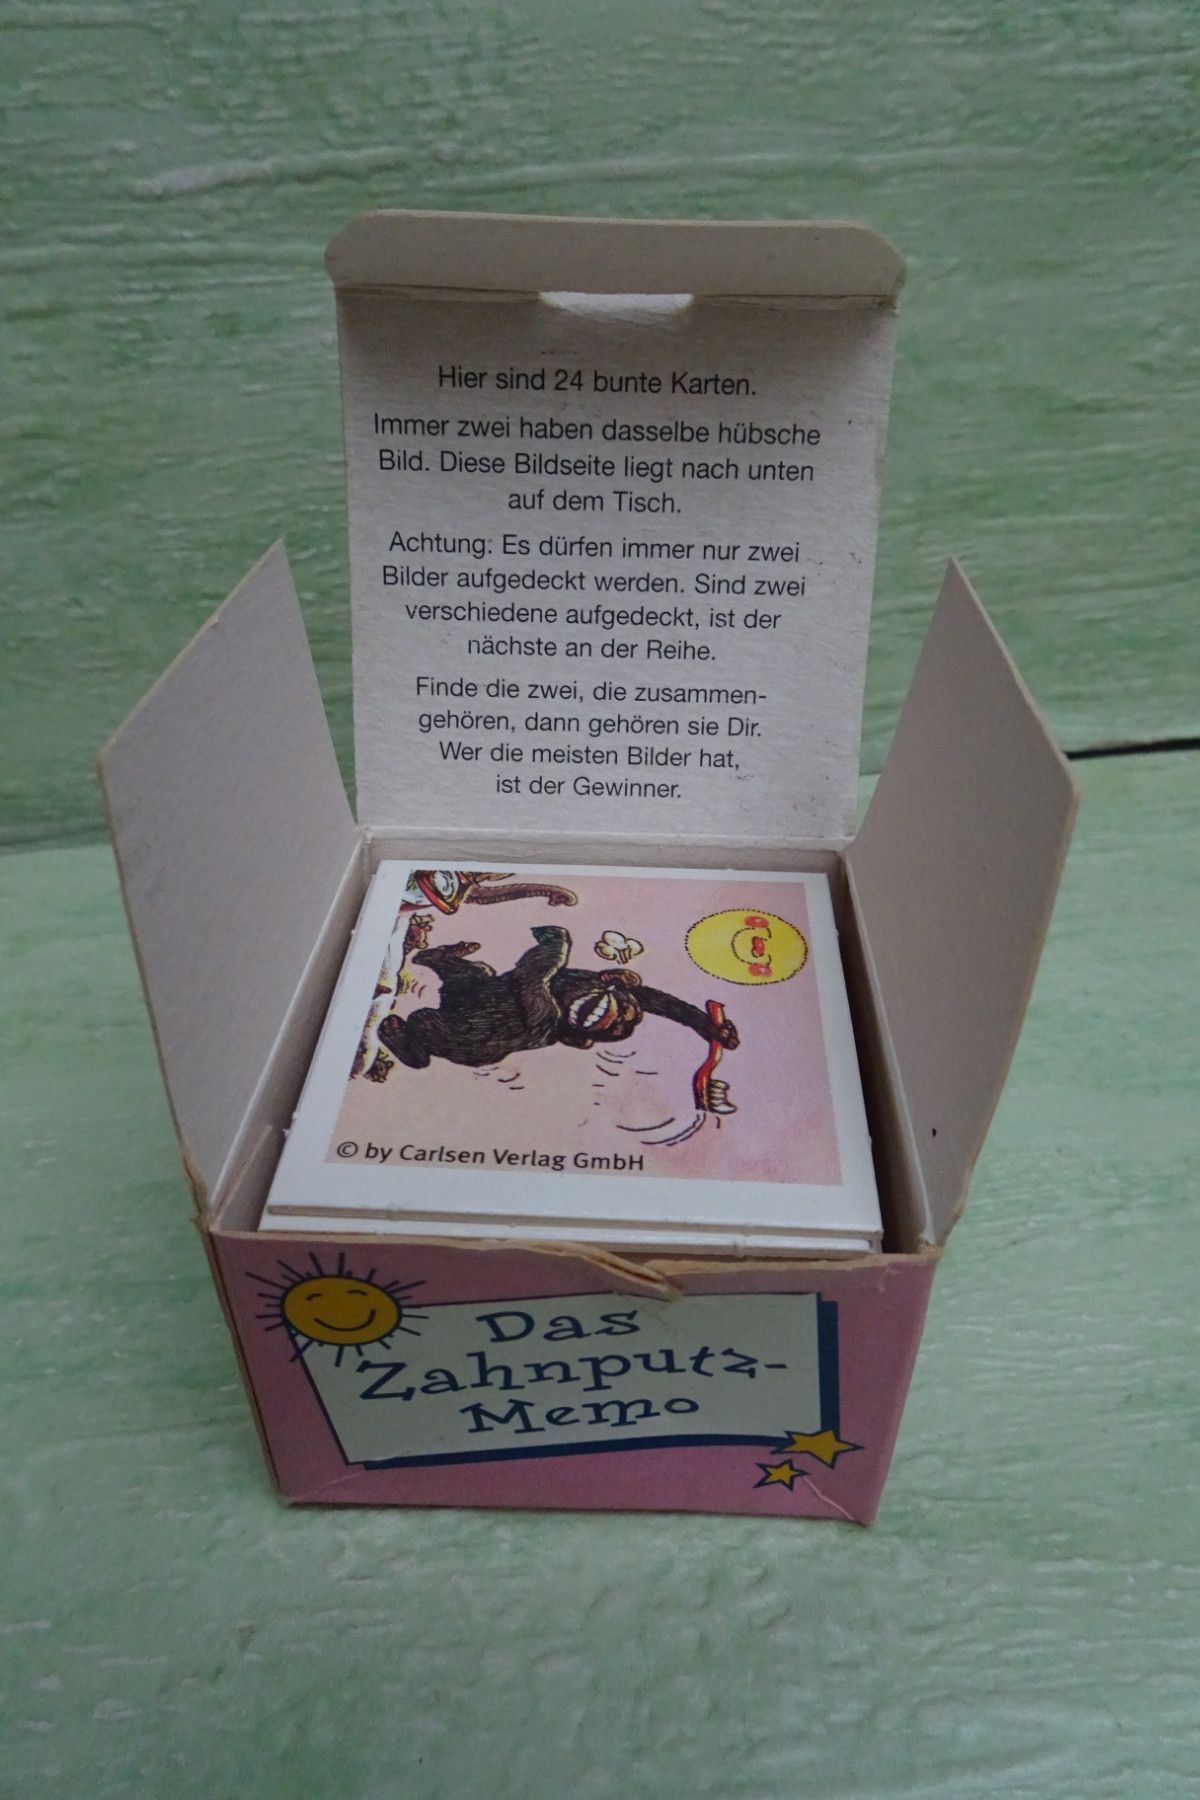 Hier sind 24 bunte Karten.
Immer zwei haben dasselbe hübsche
Bild. Diese Bildseite liegt nach unten
auf dem Tisch.
Achtung: Es dürfen immer nur zwei
Bilder aufgedeckt werden. Sind zwei
verschiedene aufgedeckt, ist der
nächste an der Reihe.
Finde die zwei, die zusammen-
gehören, dann gehören sie Dir.
Wer die meisten Bilder hat,
ist der Gewinner.
© by Carlsen Verlag GmbH
Das
Zahnputz-
Memo